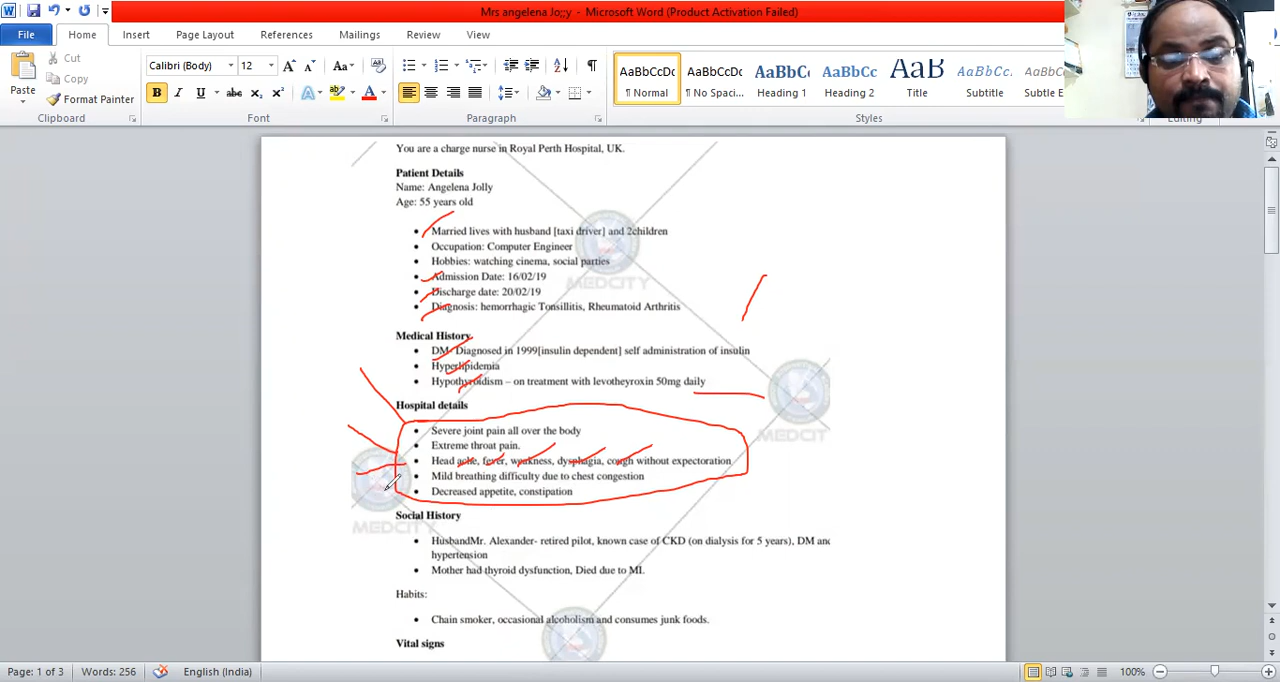 Mrs angelena Jo;;y - Microsoft Word (Product Activation Failed)
File Home Insert Page Layout References Mailings Review View
Cut
Copy
Paste
Format Painter
Clipboard
Calibri (Body) 12
Font
Paragraph
AaBbCcDc AaBbCcDc AaBbCc AaBbCc AaB AaBbCc. AaBbCc
¶ Normal ¶ No Spaci... Heading 1 Heading 2 Title Subtitle Subtle E
Styles
Editing
You are a charge nurse in Royal Perth Hospital, UK.
Patient Details
Name: Angelena Jolly
Age: 55 years old
Married lives with husband [taxi driver] and 2children
Occupation: Computer Engineer
Hobbies: watching cinema, social parties
Admission Date: 16/02/19
Discharge date: 20/02/19
Diagnosis: hemorrhagic Tonsillitis, Rheumatoid Arthritis
MEDCITY
Medical History
DM- Diagnosed in 1999[insulin dependent] self administration of insulin
Hyperlipidemia
Hypothyroidism – on treatment with levotheyroxin 50mg daily
Hospital details
Severe joint pain all over the body
Extreme throat pain.
Head ache, fever, weakness, dysphagia, cough without expectoration
Mild breathing difficulty due to chest congestion
Decreased appetite, constipation
MEDCIT
MEDCITY
Social History
HusbandMr. Alexander- retired pilot, known case of CKD (on dialysis for 5 years), DM and
hypertension
Mother had thyroid dysfunction, Died due to MI.
Habits:
Chain smoker, occasional alcoholism and consumes junk foods.
Vital signs
Page: 1 of 3 Words: 256 English (India) 100%